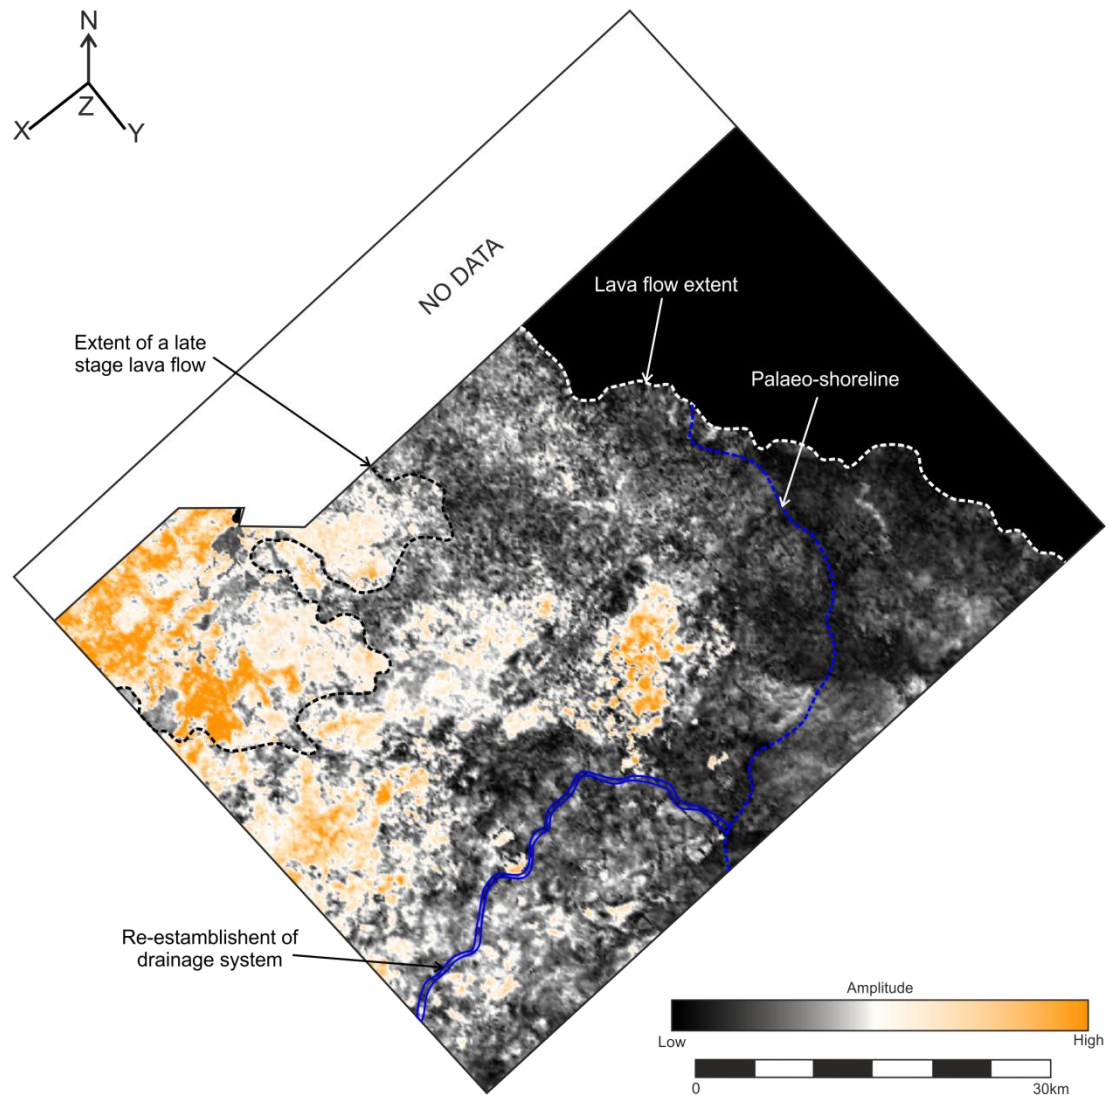 N
Z
X
Y
NO DATA
Lava flow extent
Extent of a late
stage lava flow
Palaeo-shoreline
Re-estamblishent of
drainage system
Amplitude
Low
High
0
30km